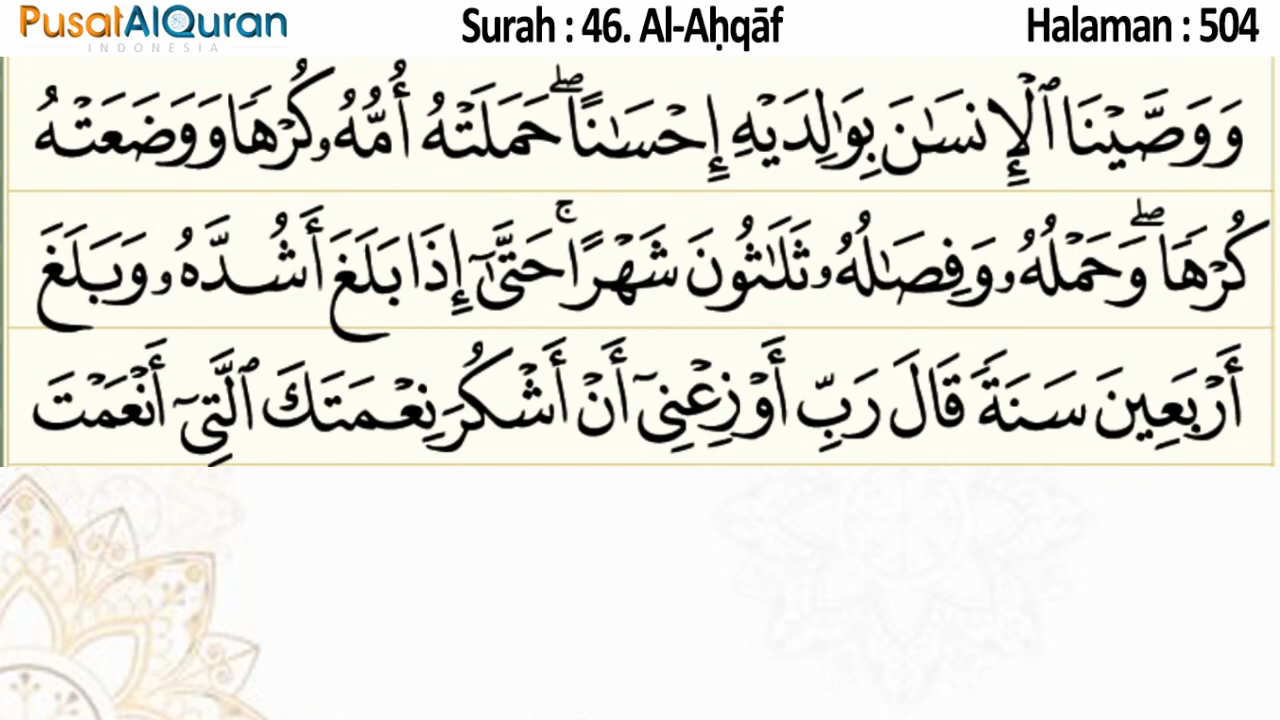 PusatAlQuran
INDONESIA
Surah : 46. Al-Aḥqāf
Halaman : 504
وَوَصَّيْنَا ٱلْإِنسَٰنَ بِوَٰلِدَيْهِ إِحْسَٰنًا ۖ حَمَلَتْهُ أُمُّهُۥ كُرْهًا وَوَضَعَتْهُ
كُرْهًا ۖ وَحَمْلُهُۥ وَفِصَٰلُهُۥ ثَلَٰثُونَ شَهْرًا ۚ حَتَّىٰٓ إِذَا بَلَغَ أَشُدَّهُۥ وَبَلَغَ
أَرْبَعِينَ سَنَةً قَالَ رَبِّ أَوْزِعْنِىٓ أَنْ أَشْكُرَ نِعْمَتَكَ ٱلَّتِىٓ أَنْعَمْتَ